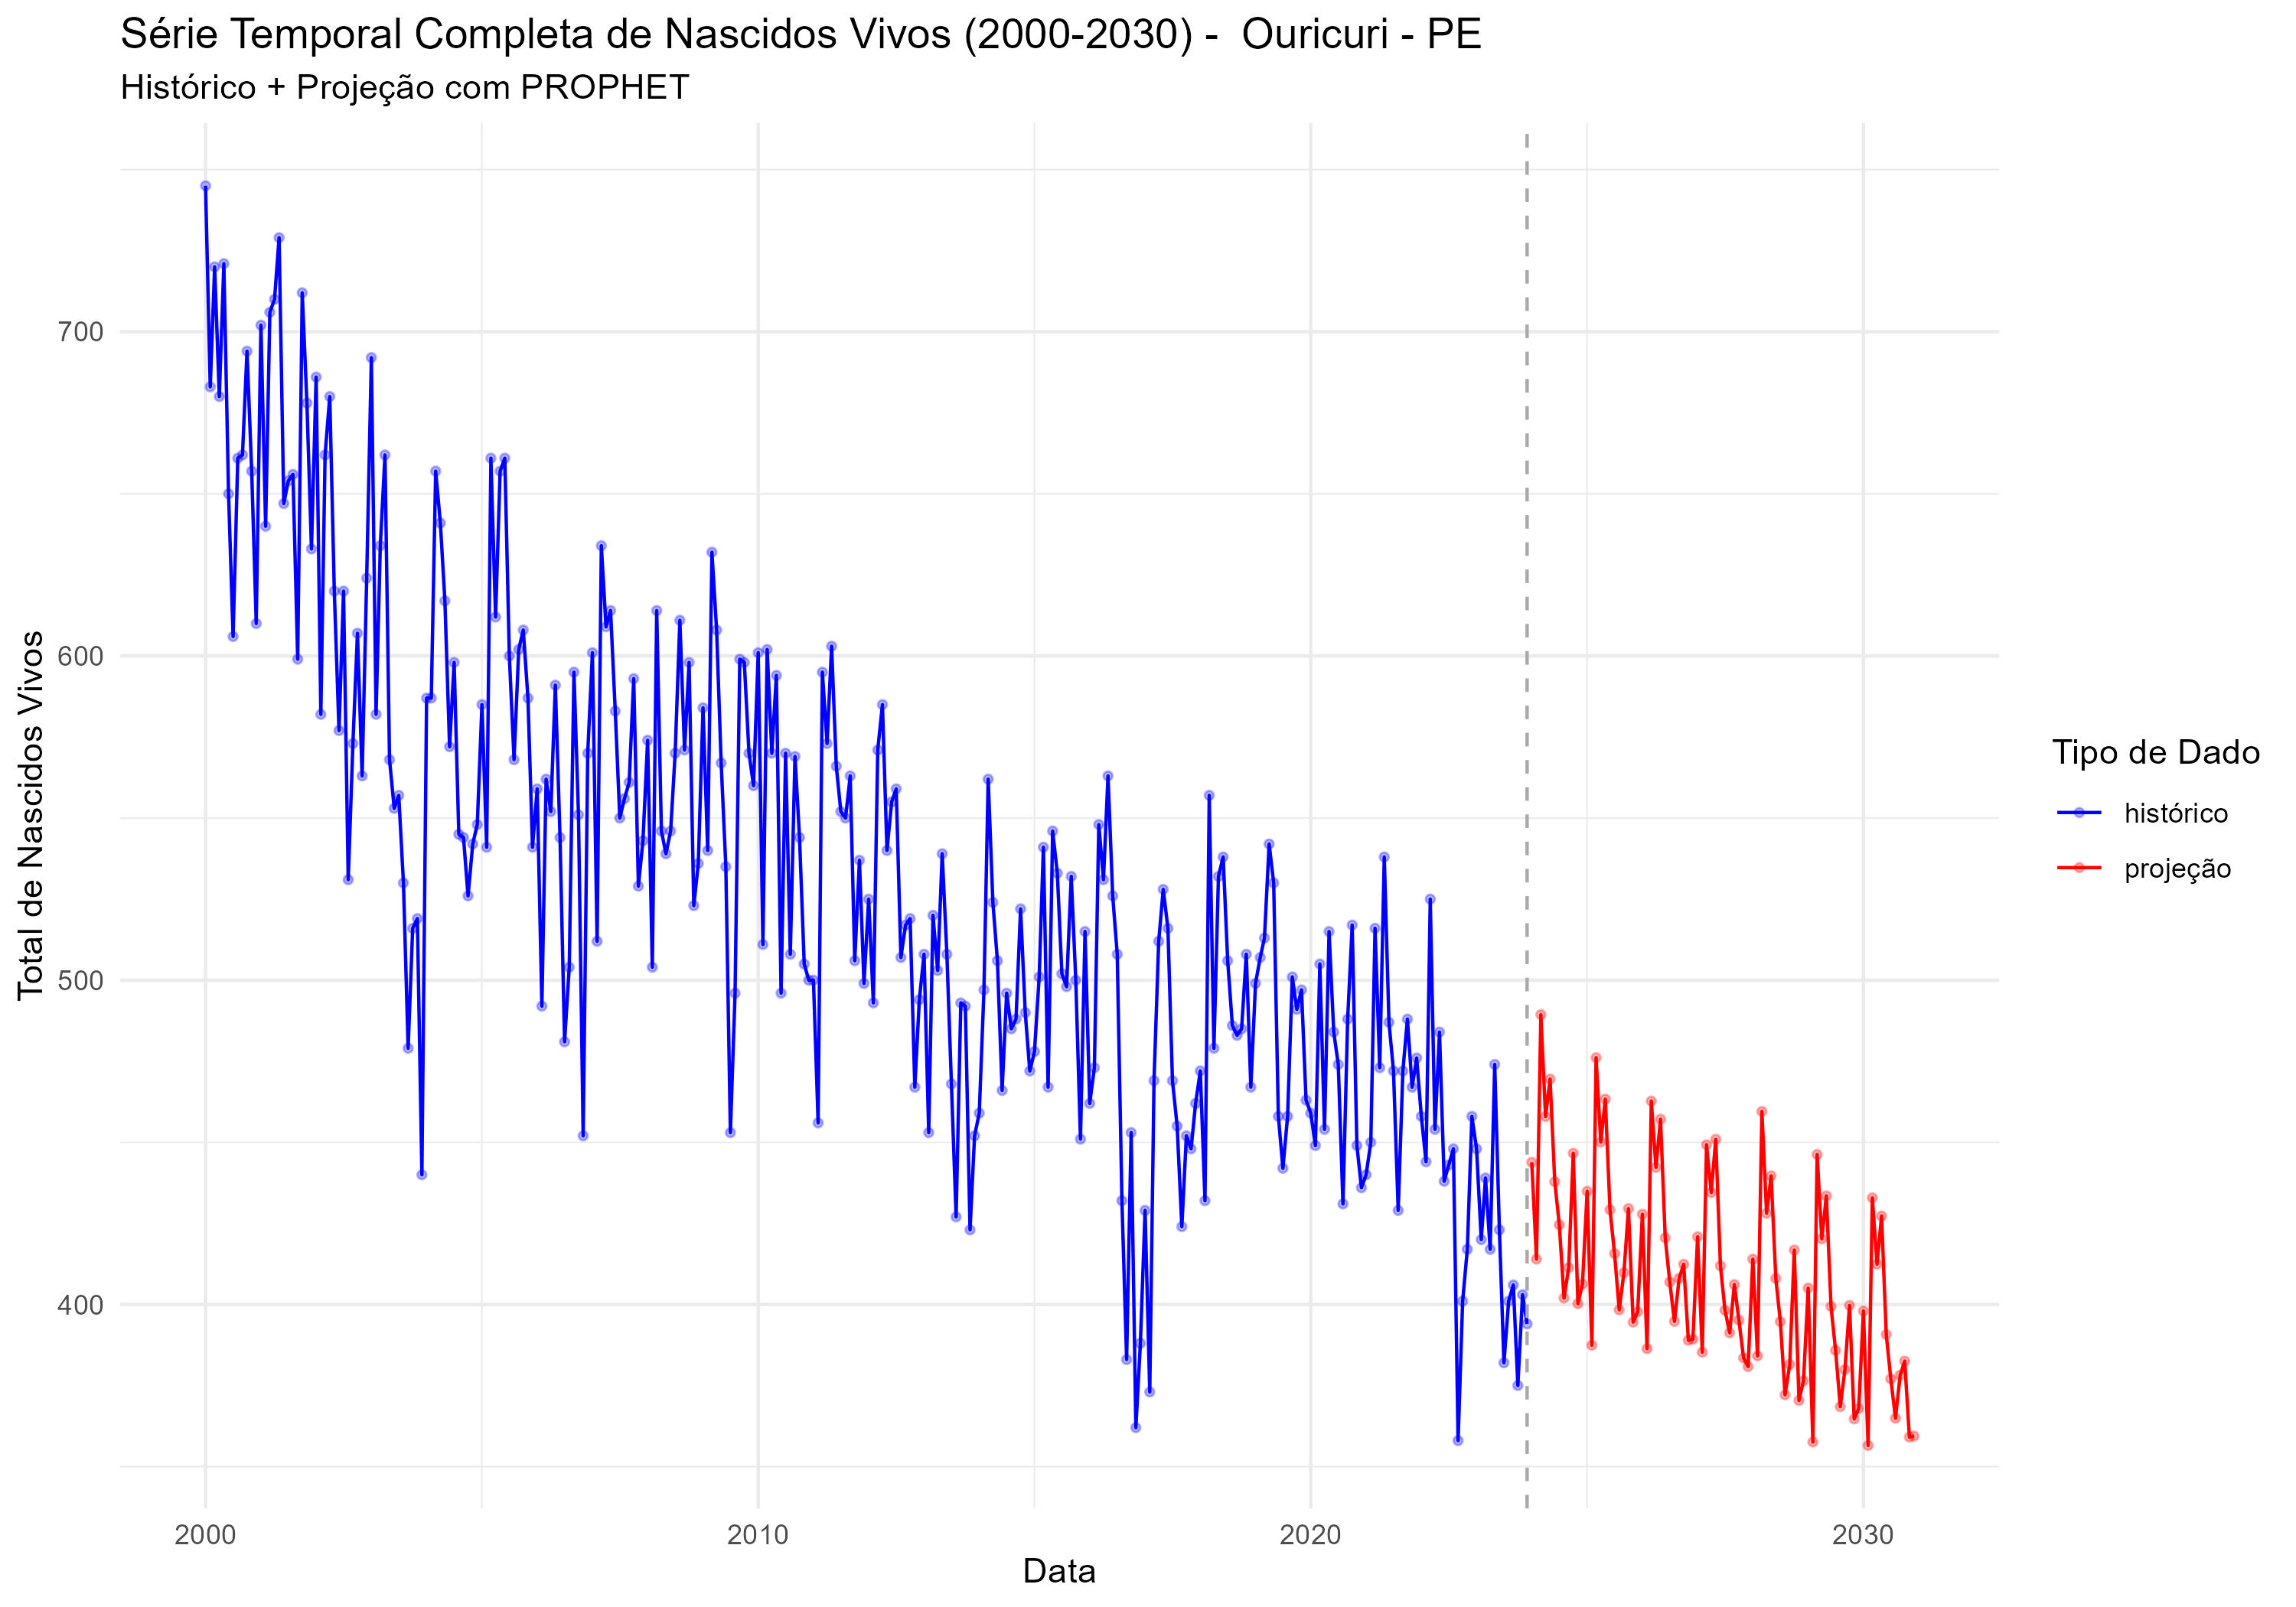 Série Temporal Completa de Nascidos Vivos (2000-2030) -  Ouricuri - PE
Histórico + Projeção com PROPHET
Total de Nascidos Vivos
700
600
500
400
2000
2010
2020
2030
Data
Tipo de Dado
histórico
projeção